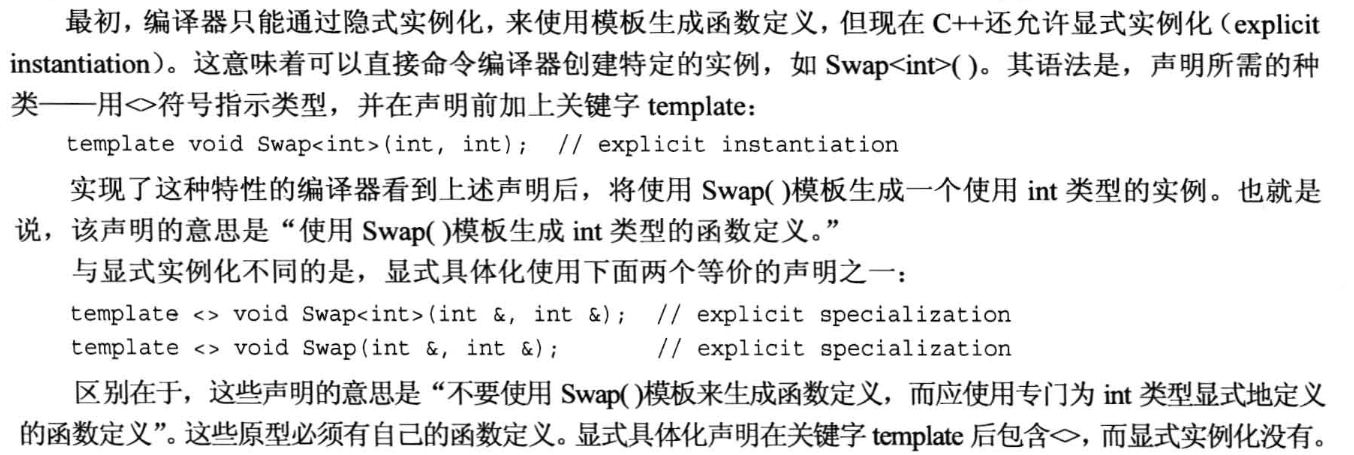 最初，编译器只能通过隐式实例化，来使用模板生成函数定义，但现在 C++还允许显式实例化（explicit
instantiation）。这意味着可以直接命令编译器创建特定的实例，如 Swap<int>( )。其语法是，声明所需的种
类——用<>符号指示类型，并在声明前加上关键字 template：
template void Swap<int>(int, int);  // explicit instantiation
实现了这种特性的编译器看到上述声明后，将使用 Swap( )模板生成一个使用 int 类型的实例。也就是
说，该声明的意思是“使用 Swap( )模板生成 int 类型的函数定义。”
与显式实例化不同的是，显式具体化使用下面两个等价的声明之一：
template <> void Swap<int>(int &, int &);  // explicit specialization
template <> void Swap(int &, int &);       // explicit specialization
区别在于，这些声明的意思是“不要使用 Swap( )模板来生成函数定义，而应使用专门为 int 类型显式地定义
的函数定义”。这些原型必须有自己的函数定义。显式具体化声明在关键字 template 后包含<>，而显式实例化没有。